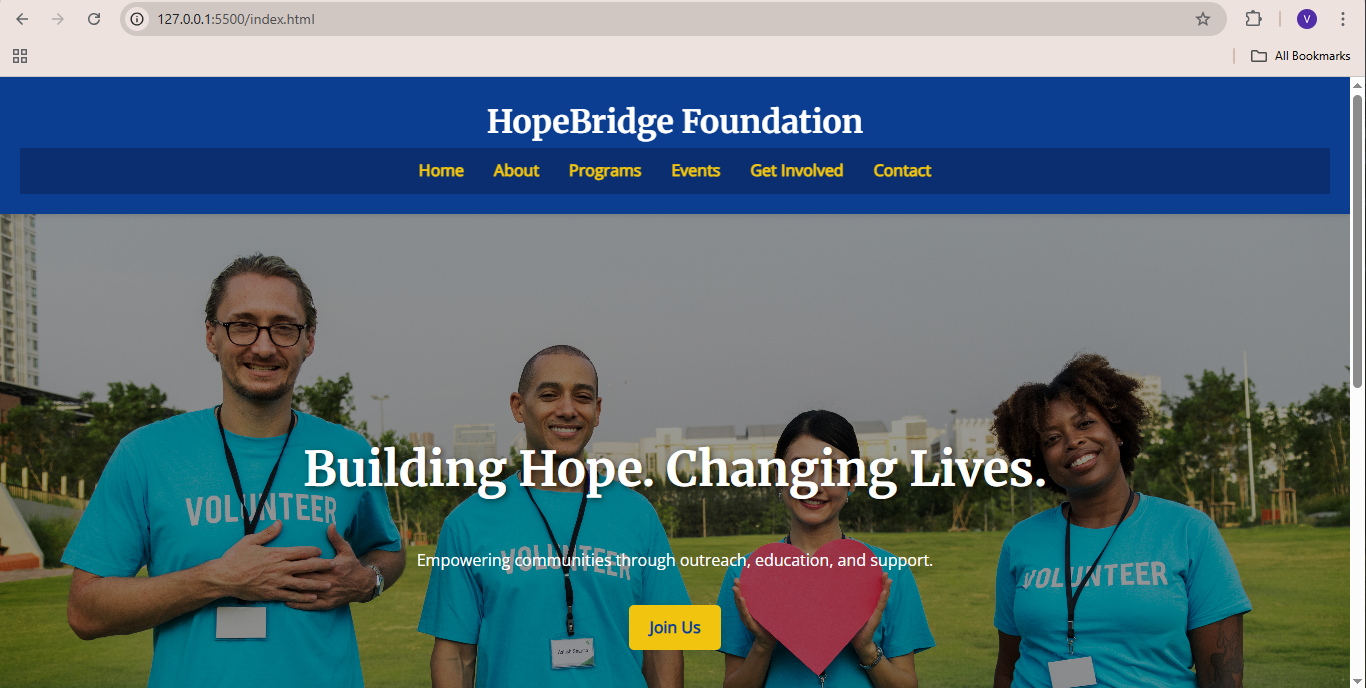 127.0.0.1:5500/index.html
V
All Bookmarks
HopeBridge Foundation
Home About Programs Events Get Involved Contact
Building Hope. Changing Lives.
VOLUNTEER
Empowering communities through outreach, education, and support.
VOLUNTEER
VOLUNTEER
Join Us